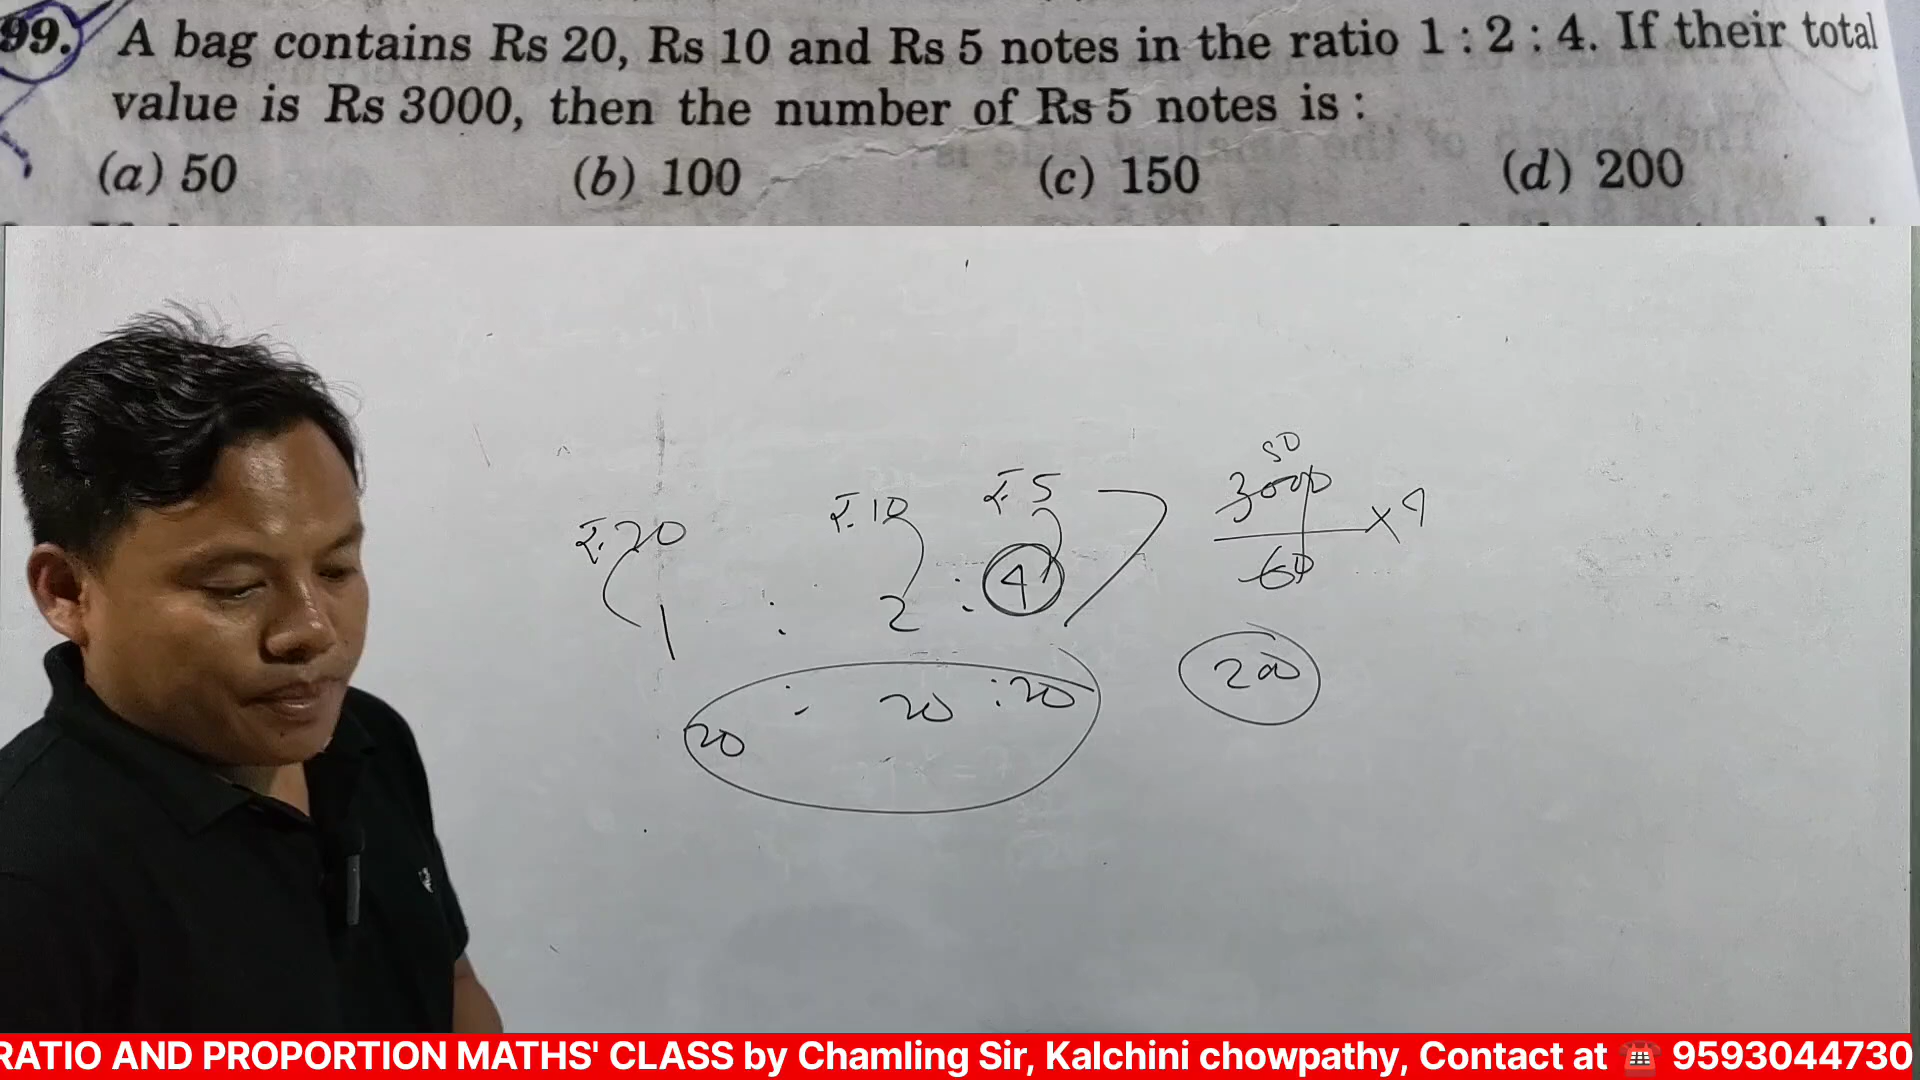 99. A bag contains Rs 20, Rs 10 and Rs 5 notes in the ratio 1 : 2 : 4. If their total
value is Rs 3000, then the number of Rs 5 notes is :
(a) 50 (b) 100 (c) 150 (d) 200
₹.20 ₹.10 ₹.5
1 : 2 : 4
20 : 20 : 20
50
3000
60
× 4
200
RATIO AND PROPORTION MATHS' CLASS by Chamling Sir, Kalchini chowpathy, Contact at ☎ 9593044730